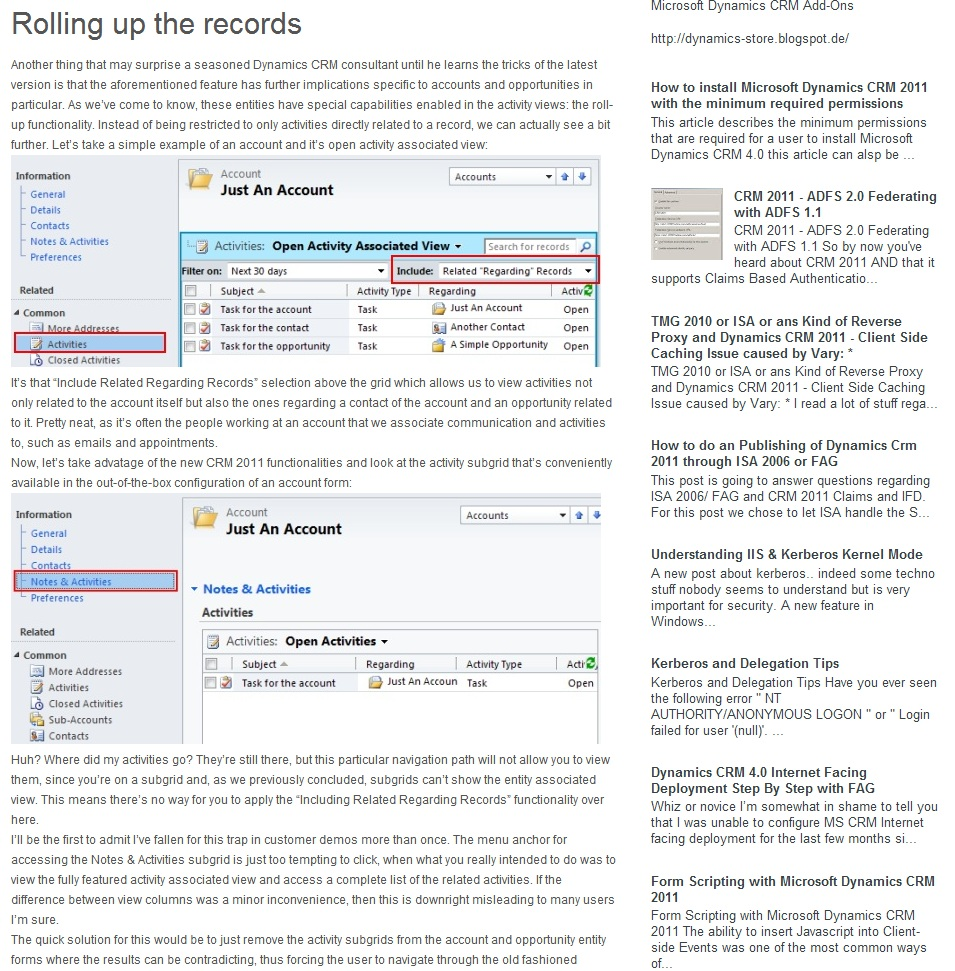 Rolling up the records
Another thing that may surprise a seasoned Dynamics CRM consultant until he learns the tricks of the latest
version is that the aforementioned feature has further implications specific to accounts and opportunities in
particular. As we've come to know, these entities have special capabilities enabled in the activity views: the roll-
up functionality. Instead of being restricted to only activities directly related to a record, we can actually see a bit
further. Let's take a simple example of an account and it's open activity associated view:
Information
General
Details
Contacts
Notes & Activities
Preferences
Related
Common
More Addresses
Activities
Closed Activities
Account
Just An Account
Accounts
Activities: Open Activity Associated View
Search for records
Filter on: Next 30 days
Include: Related "Regarding" Records
Subject Activity Type Regarding Activ
Task for the account Task Just An Account Open
Task for the contact Task Another Contact Open
Task for the opportunity Task A Simple Opportunity Open
It's that “Include Related Regarding Records” selection above the grid which allows us to view activities not
only related to the account itself but also the ones regarding a contact of the account and an opportunity related
to it. Pretty neat, as it's often the people working at an account that we associate communication and activities
to, such as emails and appointments.
Now, let's take advatage of the new CRM 2011 functionalities and look at the activity subgrid that's conveniently
available in the out-of-the-box configuration of an account form:
Information
General
Details
Contacts
Notes & Activities
Preferences
Related
Common
More Addresses
Activities
Closed Activities
Sub-Accounts
Contacts
Account
Just An Account
Accounts
Notes & Activities
Activities
Activities: Open Activities
Subject Regarding Activity Type Acti
Task for the account Just An Accoun Task Open
Huh? Where did my activities go? They're still there, but this particular navigation path will not allow you to view
them, since you're on a subgrid and, as we previously concluded, subgrids can't show the entity associated
view. This means there's no way for you to apply the “Including Related Regarding Records” functionality over
here.
I'll be the first to admit I've fallen for this trap in customer demos more than once. The menu anchor for
accessing the Notes & Activities subgrid is just too tempting to click, when what you really intended to do was to
view the fully featured activity associated view and access a complete list of the related activities. If the
difference between view columns was a minor inconvenience, then this is downright misleading to many users
I'm sure.
The quick solution for this would be to just remove the activity subgrids from the account and opportunity entity
forms where the results can be contradicting, thus forcing the user to navigate through the old fashioned
Microsoft Dynamics CRM Add-Ons
http://dynamics-store.blogspot.de/
How to install Microsoft Dynamics CRM 2011
with the minimum required permissions
This article describes the minimum permissions
that are required for a user to install Microsoft
Dynamics CRM 4.0 this article can alsp be ...
CRM 2011 - ADFS 2.0 Federating
with ADFS 1.1
CRM 2011 - ADFS 2.0 Federating
with ADFS 1.1 So by now you've
heard about CRM 2011 AND that it
supports Claims Based Authenticatio...
TMG 2010 or ISA or ans Kind of Reverse
Proxy and Dynamics CRM 2011 - Client Side
Caching Issue caused by Vary: *
TMG 2010 or ISA or ans Kind of Reverse Proxy
and Dynamics CRM 2011 - Client Side Caching
Issue caused by Vary: * I read a lot of stuff rega...
How to do an Publishing of Dynamics Crm
2011 through ISA 2006 or FAG
This post is going to answer questions regarding
ISA 2006/ FAG and CRM 2011 Claims and IFD.
For this post we chose to let ISA handle the S...
Understanding IIS & Kerberos Kernel Mode
A new post about kerberos.. indeed some techno
stuff nobody seems to understand but is very
important for security. A new feature in
Windows...
Kerberos and Delegation Tips
Kerberos and Delegation Tips Have you ever seen
the following error " NT
AUTHORITY/ANONYMOUS LOGON " or " Login
failed for user '(null)'. ...
Dynamics CRM 4.0 Internet Facing
Deployment Step By Step with FAG
Whiz or novice I'm somewhat in shame to tell you
that I was unable to configure MS CRM Internet
facing deployment for the last few months si...
Form Scripting with Microsoft Dynamics CRM
2011
Form Scripting with Microsoft Dynamics CRM
2011 The ability to insert Javascript into Client-
side Events was one of the most common ways
of...